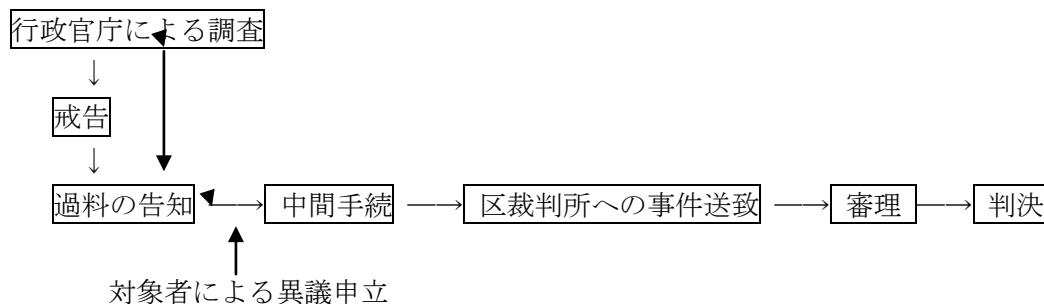 行政官庁による調査
↓
戒告
↓
過料の告知 → 中間手続 → 区裁判所への事件送致 → 審理 → 判決
対象者による異議申立